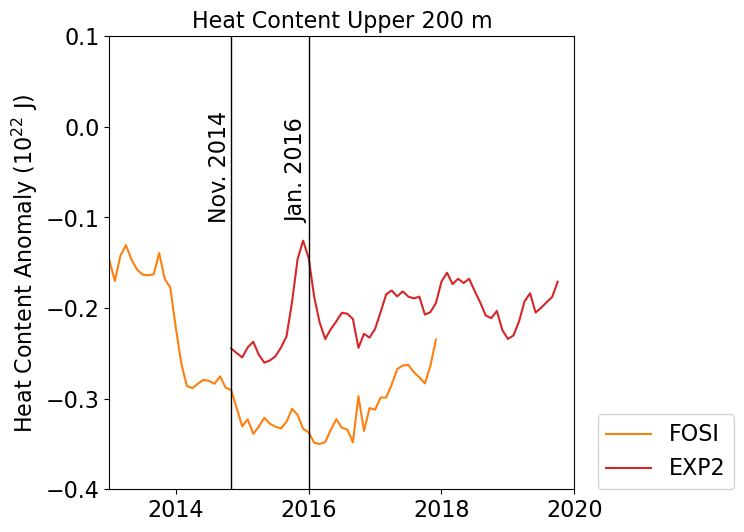 Heat Content Upper 200 m
Heat Content Anomaly (10²² J)
0.1
0.0
−0.1
−0.2
−0.3
−0.4
Nov. 2014
Jan. 2016
2014
2016
2018
2020
FOSI
EXP2